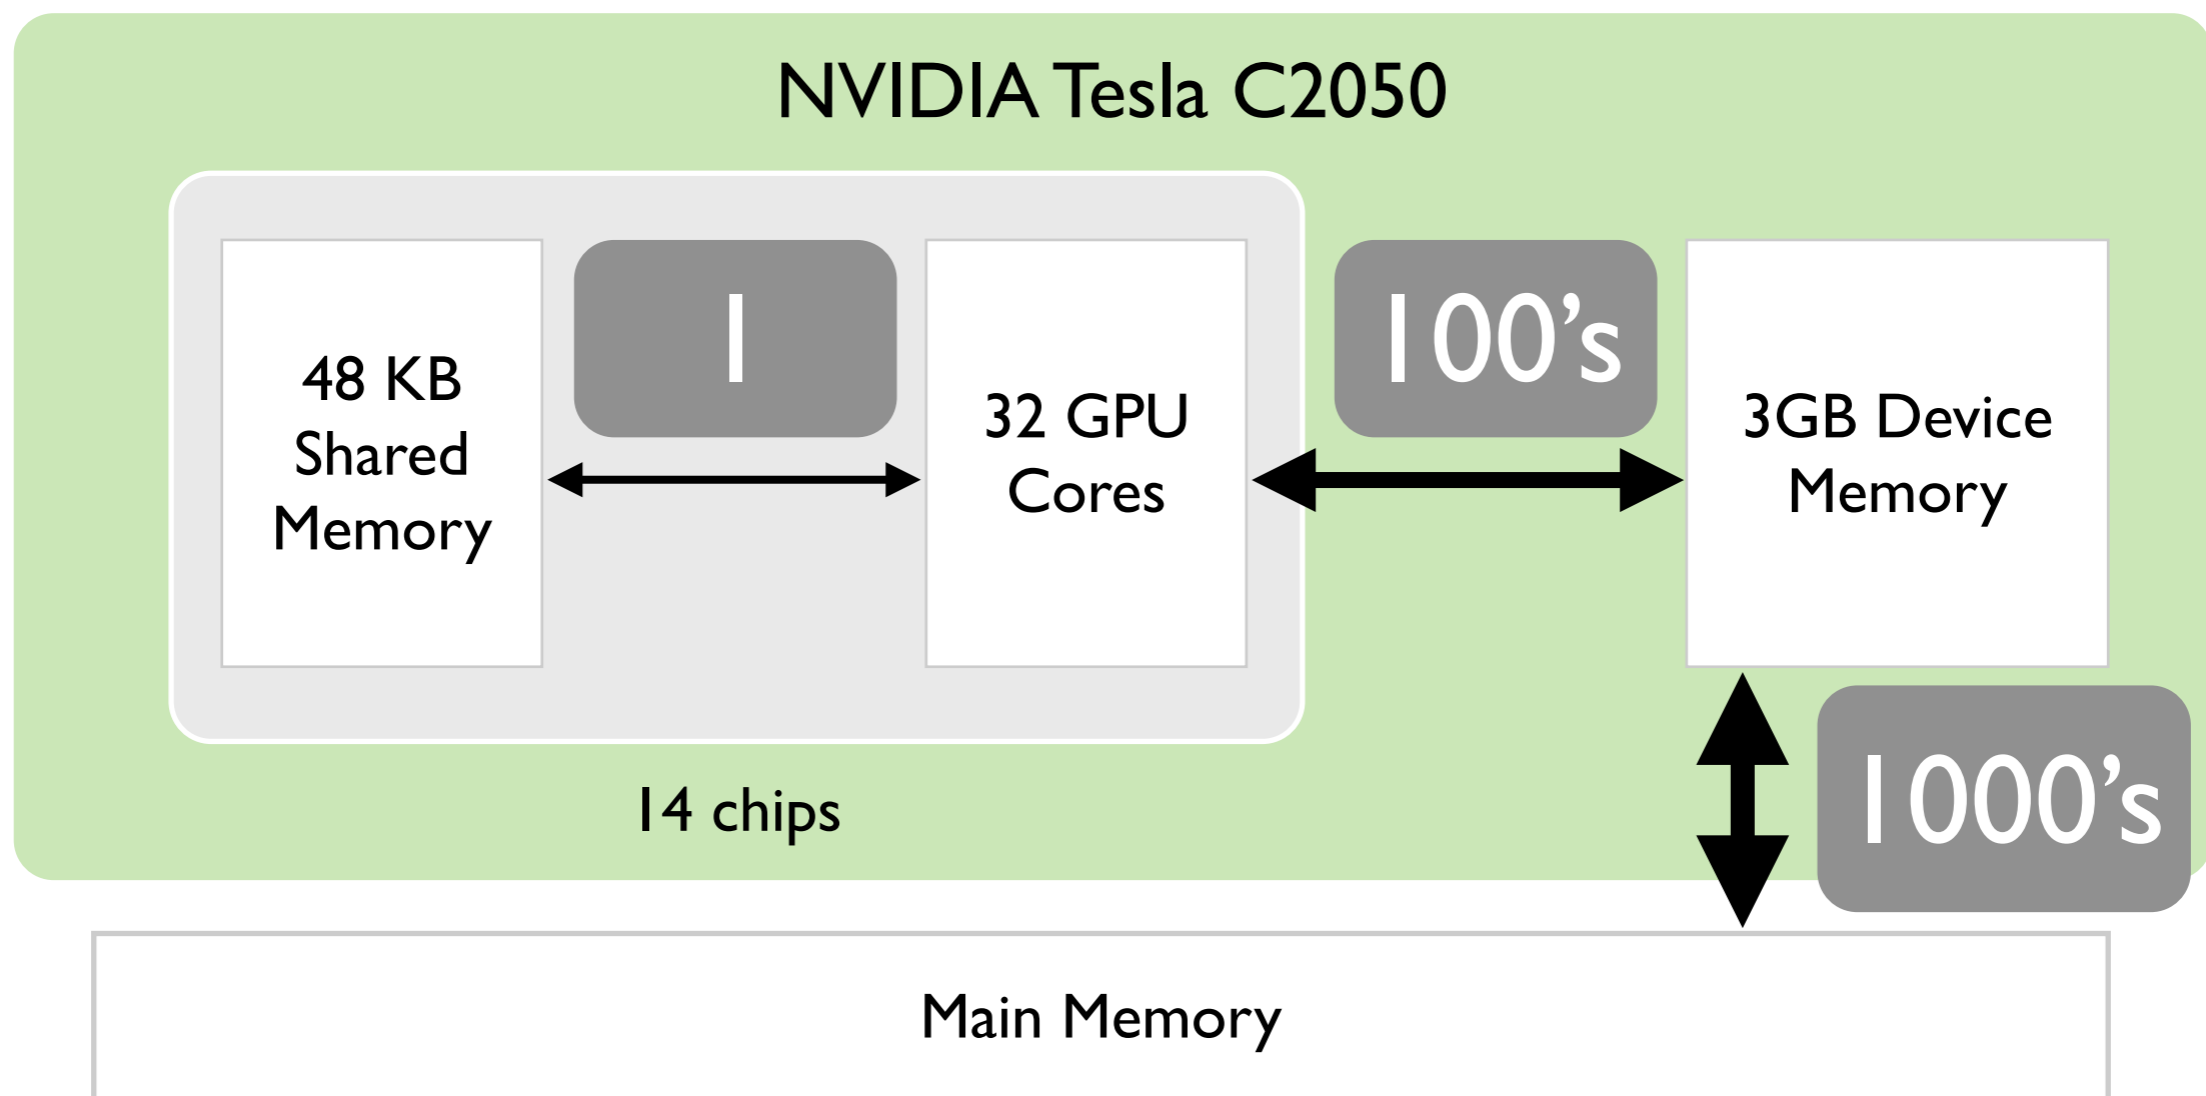 NVIDIA Tesla C2050
48 KB
Shared
Memory
1
32 GPU
Cores
100’s
3GB Device
Memory
14 chips
1000’s
Main Memory